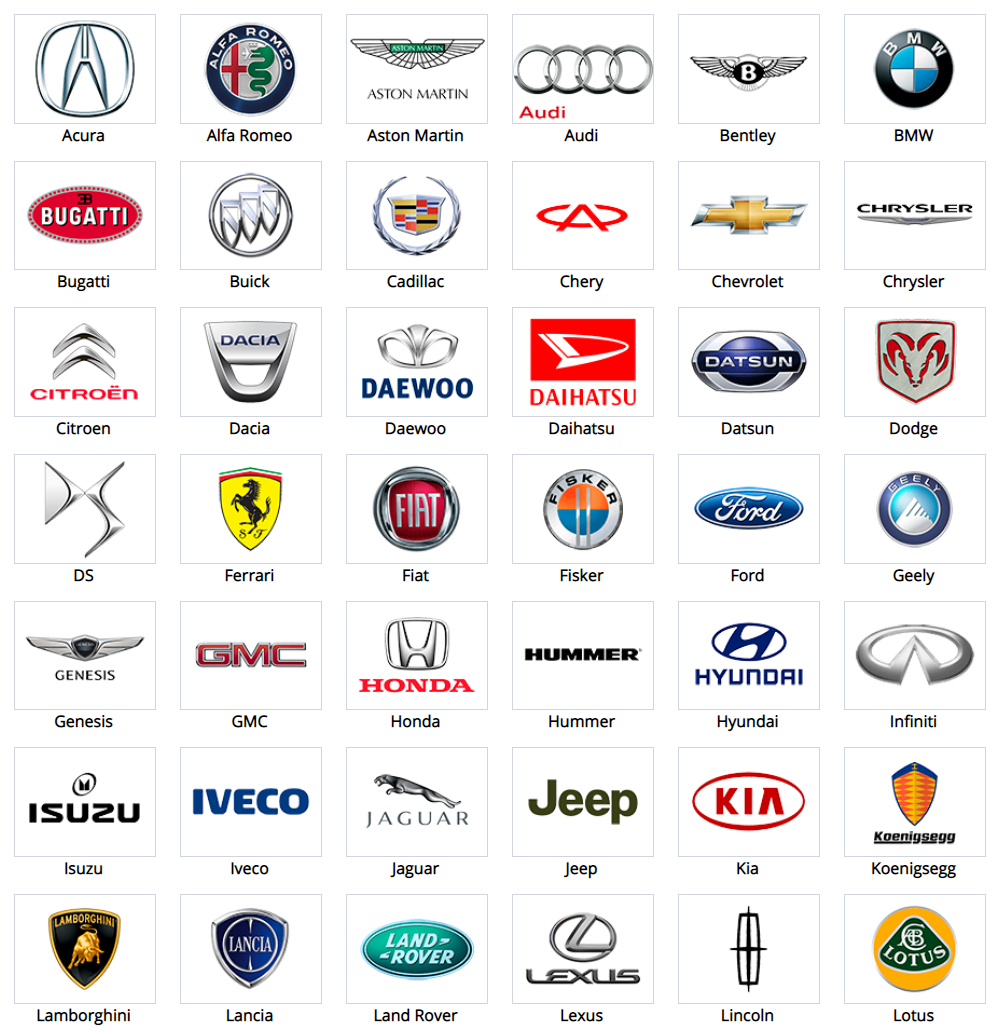 ALFA ROMEO
ASTON MARTIN
ASTON MARTIN
Audi
B
BMW
Acura
Alfa Romeo
Aston Martin
Audi
Bentley
BMW
EB
BUGATTI
CHRYSLER
Bugatti
Buick
Cadillac
Chery
Chevrolet
Chrysler
CITROËN
DACIA
DAEWOO
DAIHATSU
DATSUN
Citroen
Dacia
Daewoo
Daihatsu
Datsun
Dodge
S F
FIAT
FISKER
Ford
GEELY
DS
Ferrari
Fiat
Fisker
Ford
Geely
GENESIS
GENESIS
GMC
HONDA
HUMMER
HYUNDAI
Genesis
GMC
Honda
Hummer
Hyundai
Infiniti
ISUZU
IVECO
JAGUAR
Jeep
KIA
Koenigsegg
Isuzu
Iveco
Jaguar
Jeep
Kia
Koenigsegg
LAMBORGHINI
LANCIA
LAND-
-ROVER
LEXUS
LOTUS
Lamborghini
Lancia
Land Rover
Lexus
Lincoln
Lotus